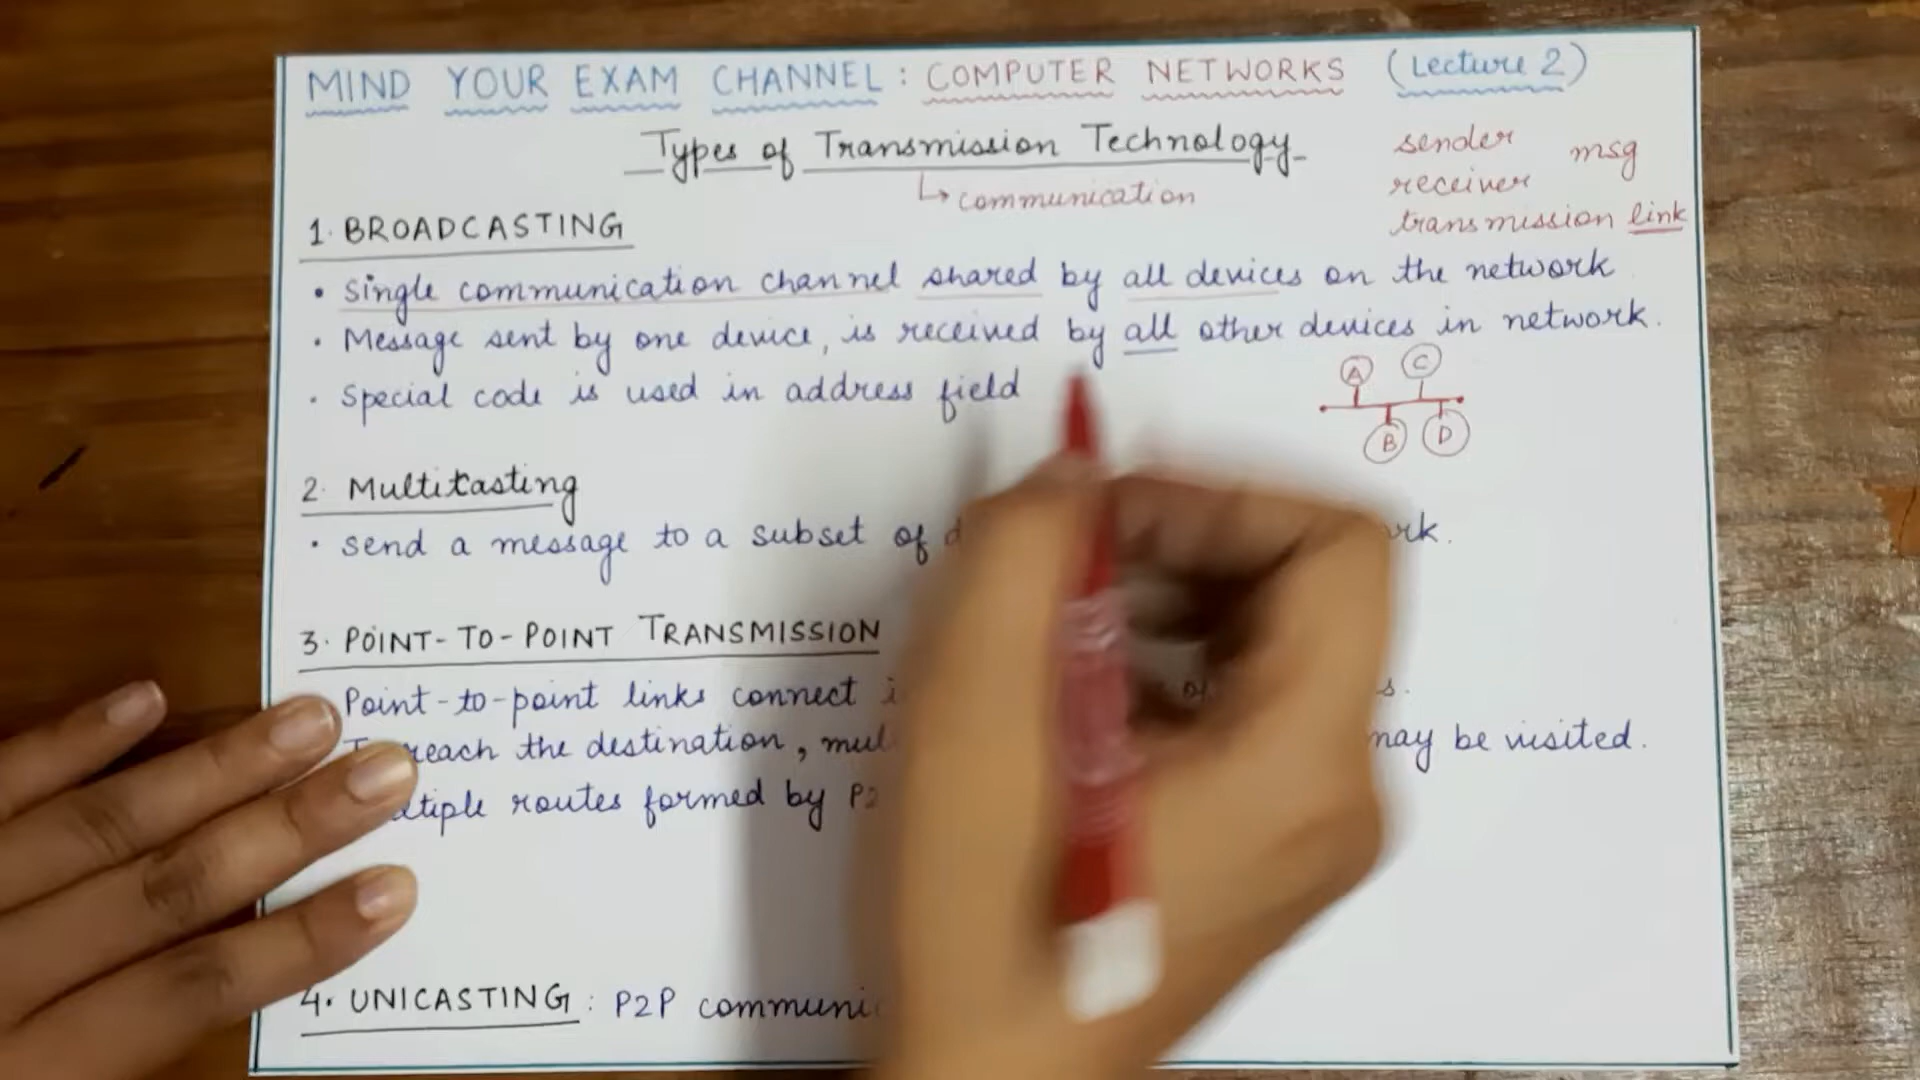 MIND YOUR EXAM CHANNEL : COMPUTER NETWORKS (Lecture 2)
Types of Transmission Technology
↳ communication
sender msg
receiver
transmission link
1. BROADCASTING
• Single communication channel shared by all devices on the network
• Message sent by one device, is received by all other devices in network.
• Special code is used in address field
A C
B D
2. Multicasting
• send a message to a subset of
3. POINT-TO-POINT TRANSMISSION
Point-to-point links connect
reach the destination, may be visited.
routes formed by
4. UNICASTING : P2P